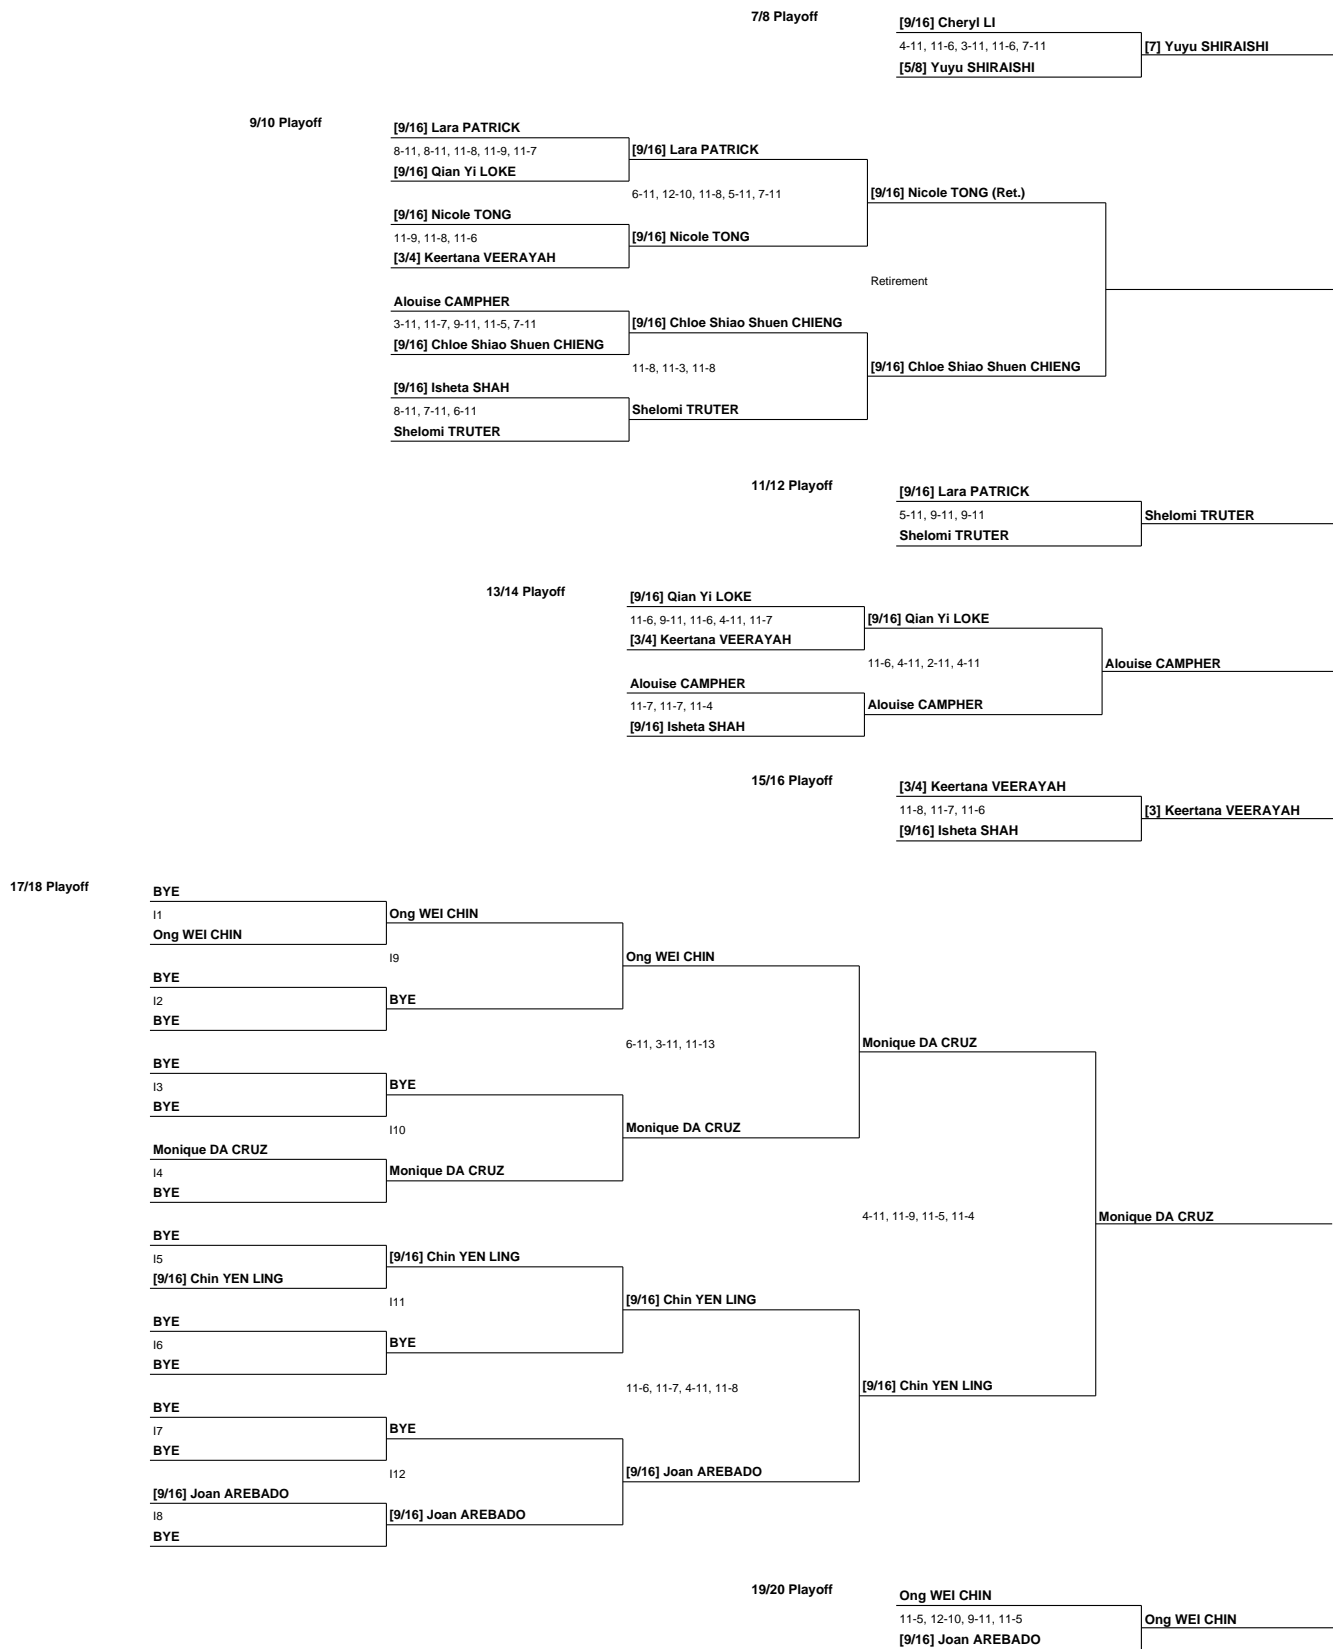 7/8 Playoff
[9/16] Cheryl LI
4-11, 11-6, 3-11, 11-6, 7-11
[7] Yuyu SHIRAISHI
[5/8] Yuyu SHIRAISHI
9/10 Playoff
[9/16] Lara PATRICK
8-11, 8-11, 11-8, 11-9, 11-7
[9/16] Lara PATRICK
[9/16] Qian Yi LOKE
6-11, 12-10, 11-8, 5-11, 7-11
[9/16] Nicole TONG (Ret.)
[9/16] Nicole TONG
11-9, 11-8, 11-6
[9/16] Nicole TONG
[3/4] Keertana VEERAYAH
Retirement
Alouise CAMPHER
3-11, 11-7, 9-11, 11-5, 7-11
[9/16] Chloe Shiao Shuen CHIENG
[9/16] Chloe Shiao Shuen CHIENG
11-8, 11-3, 11-8
[9/16] Chloe Shiao Shuen CHIENG
[9/16] Isheta SHAH
8-11, 7-11, 6-11
Shelomi TRUTER
Shelomi TRUTER
11/12 Playoff
[9/16] Lara PATRICK
5-11, 9-11, 9-11
Shelomi TRUTER
Shelomi TRUTER
13/14 Playoff
[9/16] Qian Yi LOKE
11-6, 9-11, 11-6, 4-11, 11-7
[9/16] Qian Yi LOKE
[3/4] Keertana VEERAYAH
11-6, 4-11, 2-11, 4-11
Alouise CAMPHER
Alouise CAMPHER
11-7, 11-7, 11-4
Alouise CAMPHER
[9/16] Isheta SHAH
15/16 Playoff
[3/4] Keertana VEERAYAH
11-8, 11-7, 11-6
[3] Keertana VEERAYAH
[9/16] Isheta SHAH
17/18 Playoff
BYE
I1
Ong WEI CHIN
Ong WEI CHIN
I9
Ong WEI CHIN
BYE
I2
BYE
BYE
6-11, 3-11, 11-13
Monique DA CRUZ
BYE
I3
BYE
BYE
I10
Monique DA CRUZ
Monique DA CRUZ
I4
Monique DA CRUZ
BYE
4-11, 11-9, 11-5, 11-4
Monique DA CRUZ
BYE
I5
[9/16] Chin YEN LING
[9/16] Chin YEN LING
I11
[9/16] Chin YEN LING
BYE
I6
BYE
BYE
11-6, 11-7, 4-11, 11-8
[9/16] Chin YEN LING
BYE
I7
BYE
BYE
I12
[9/16] Joan AREBADO
[9/16] Joan AREBADO
I8
[9/16] Joan AREBADO
BYE
19/20 Playoff
Ong WEI CHIN
11-5, 12-10, 9-11, 11-5
Ong WEI CHIN
[9/16] Joan AREBADO